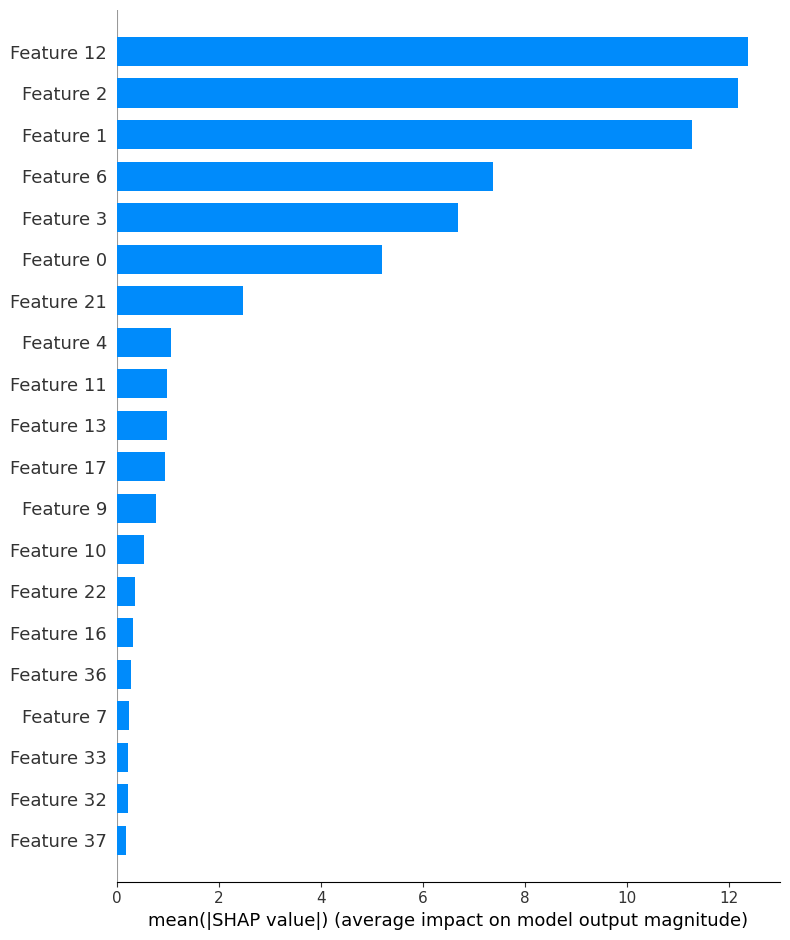 Feature 12
Feature 2
Feature 1
Feature 6
Feature 3
Feature 0
Feature 21
Feature 4
Feature 11
Feature 13
Feature 17
Feature 9
Feature 10
Feature 22
Feature 16
Feature 36
Feature 7
Feature 33
Feature 32
Feature 37
0 2 4 6 8 10 12
mean(|SHAP value|) (average impact on model output magnitude)